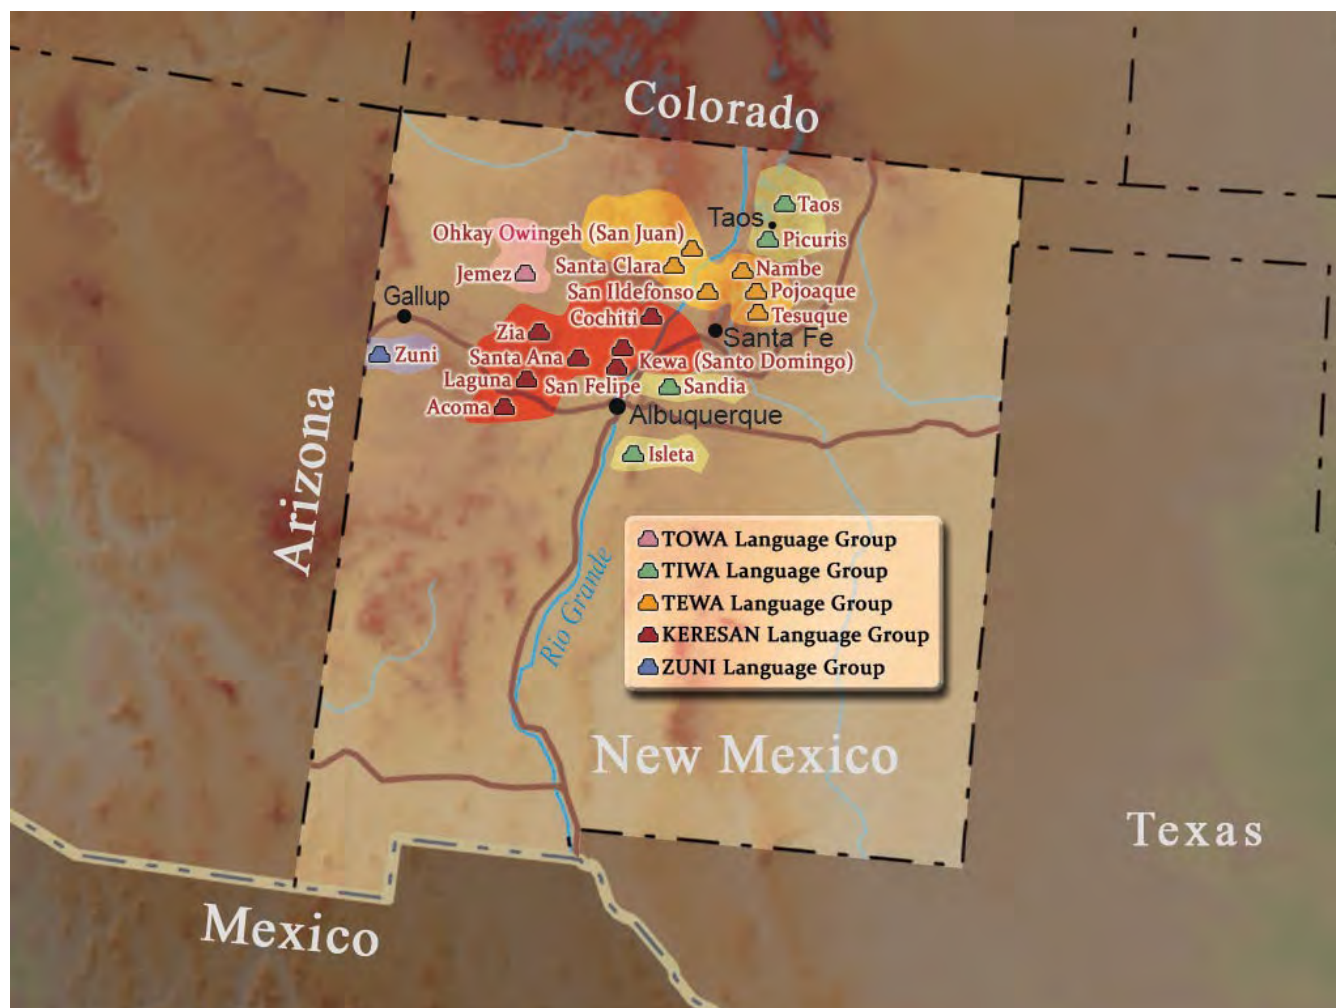 Colorado
Taos
Taos
Ohkay Owingeh (San Juan)
Picuris
Santa Clara
Nambe
Jemez
San Ildefonso
Pojoaque
Gallup
Cochiti
Tesuque
Zia
Santa Fe
Zuni
Santa Ana
Kewa (Santo Domingo)
Laguna
San Felipe
Sandia
Acoma
Albuquerque
Isleta
Arizona
Rio Grande
TOWA Language Group
TIWA Language Group
TEWA Language Group
KERESAN Language Group
ZUNI Language Group
New Mexico
Texas
Mexico